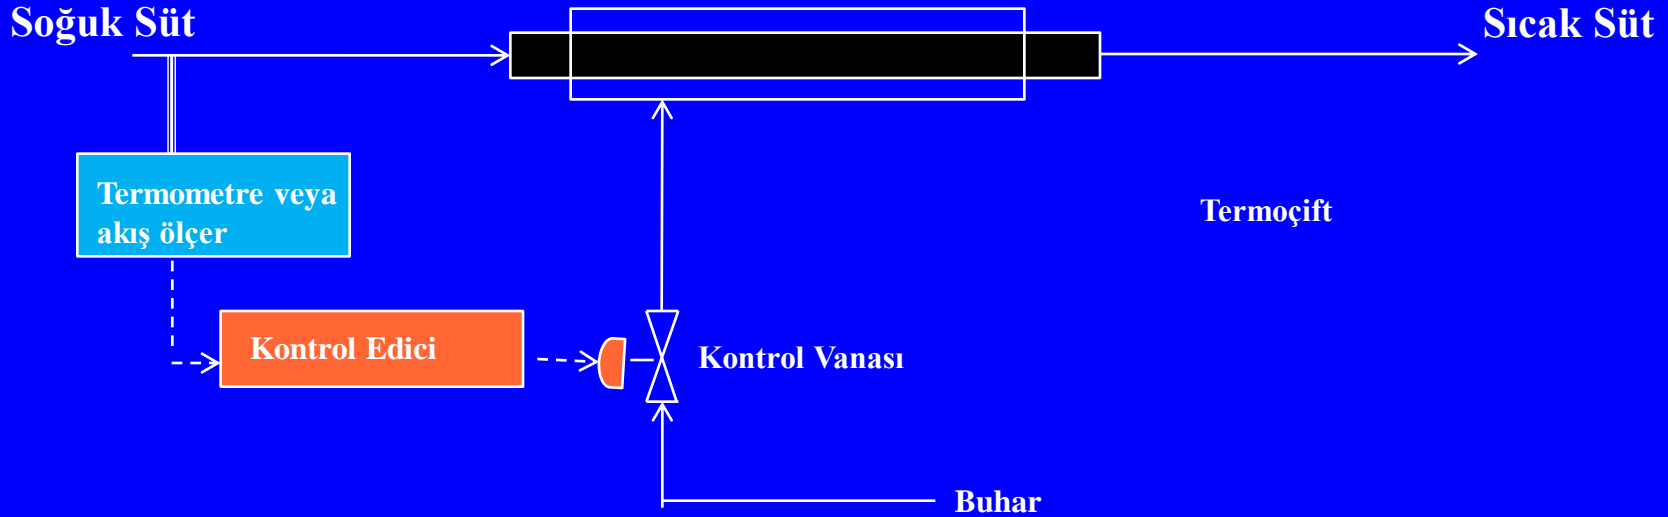 Soğuk Süt
Sıcak Süt
Termometre veya
akış ölçer
Termoçift
Kontrol Edici
Kontrol Vanası
Buhar